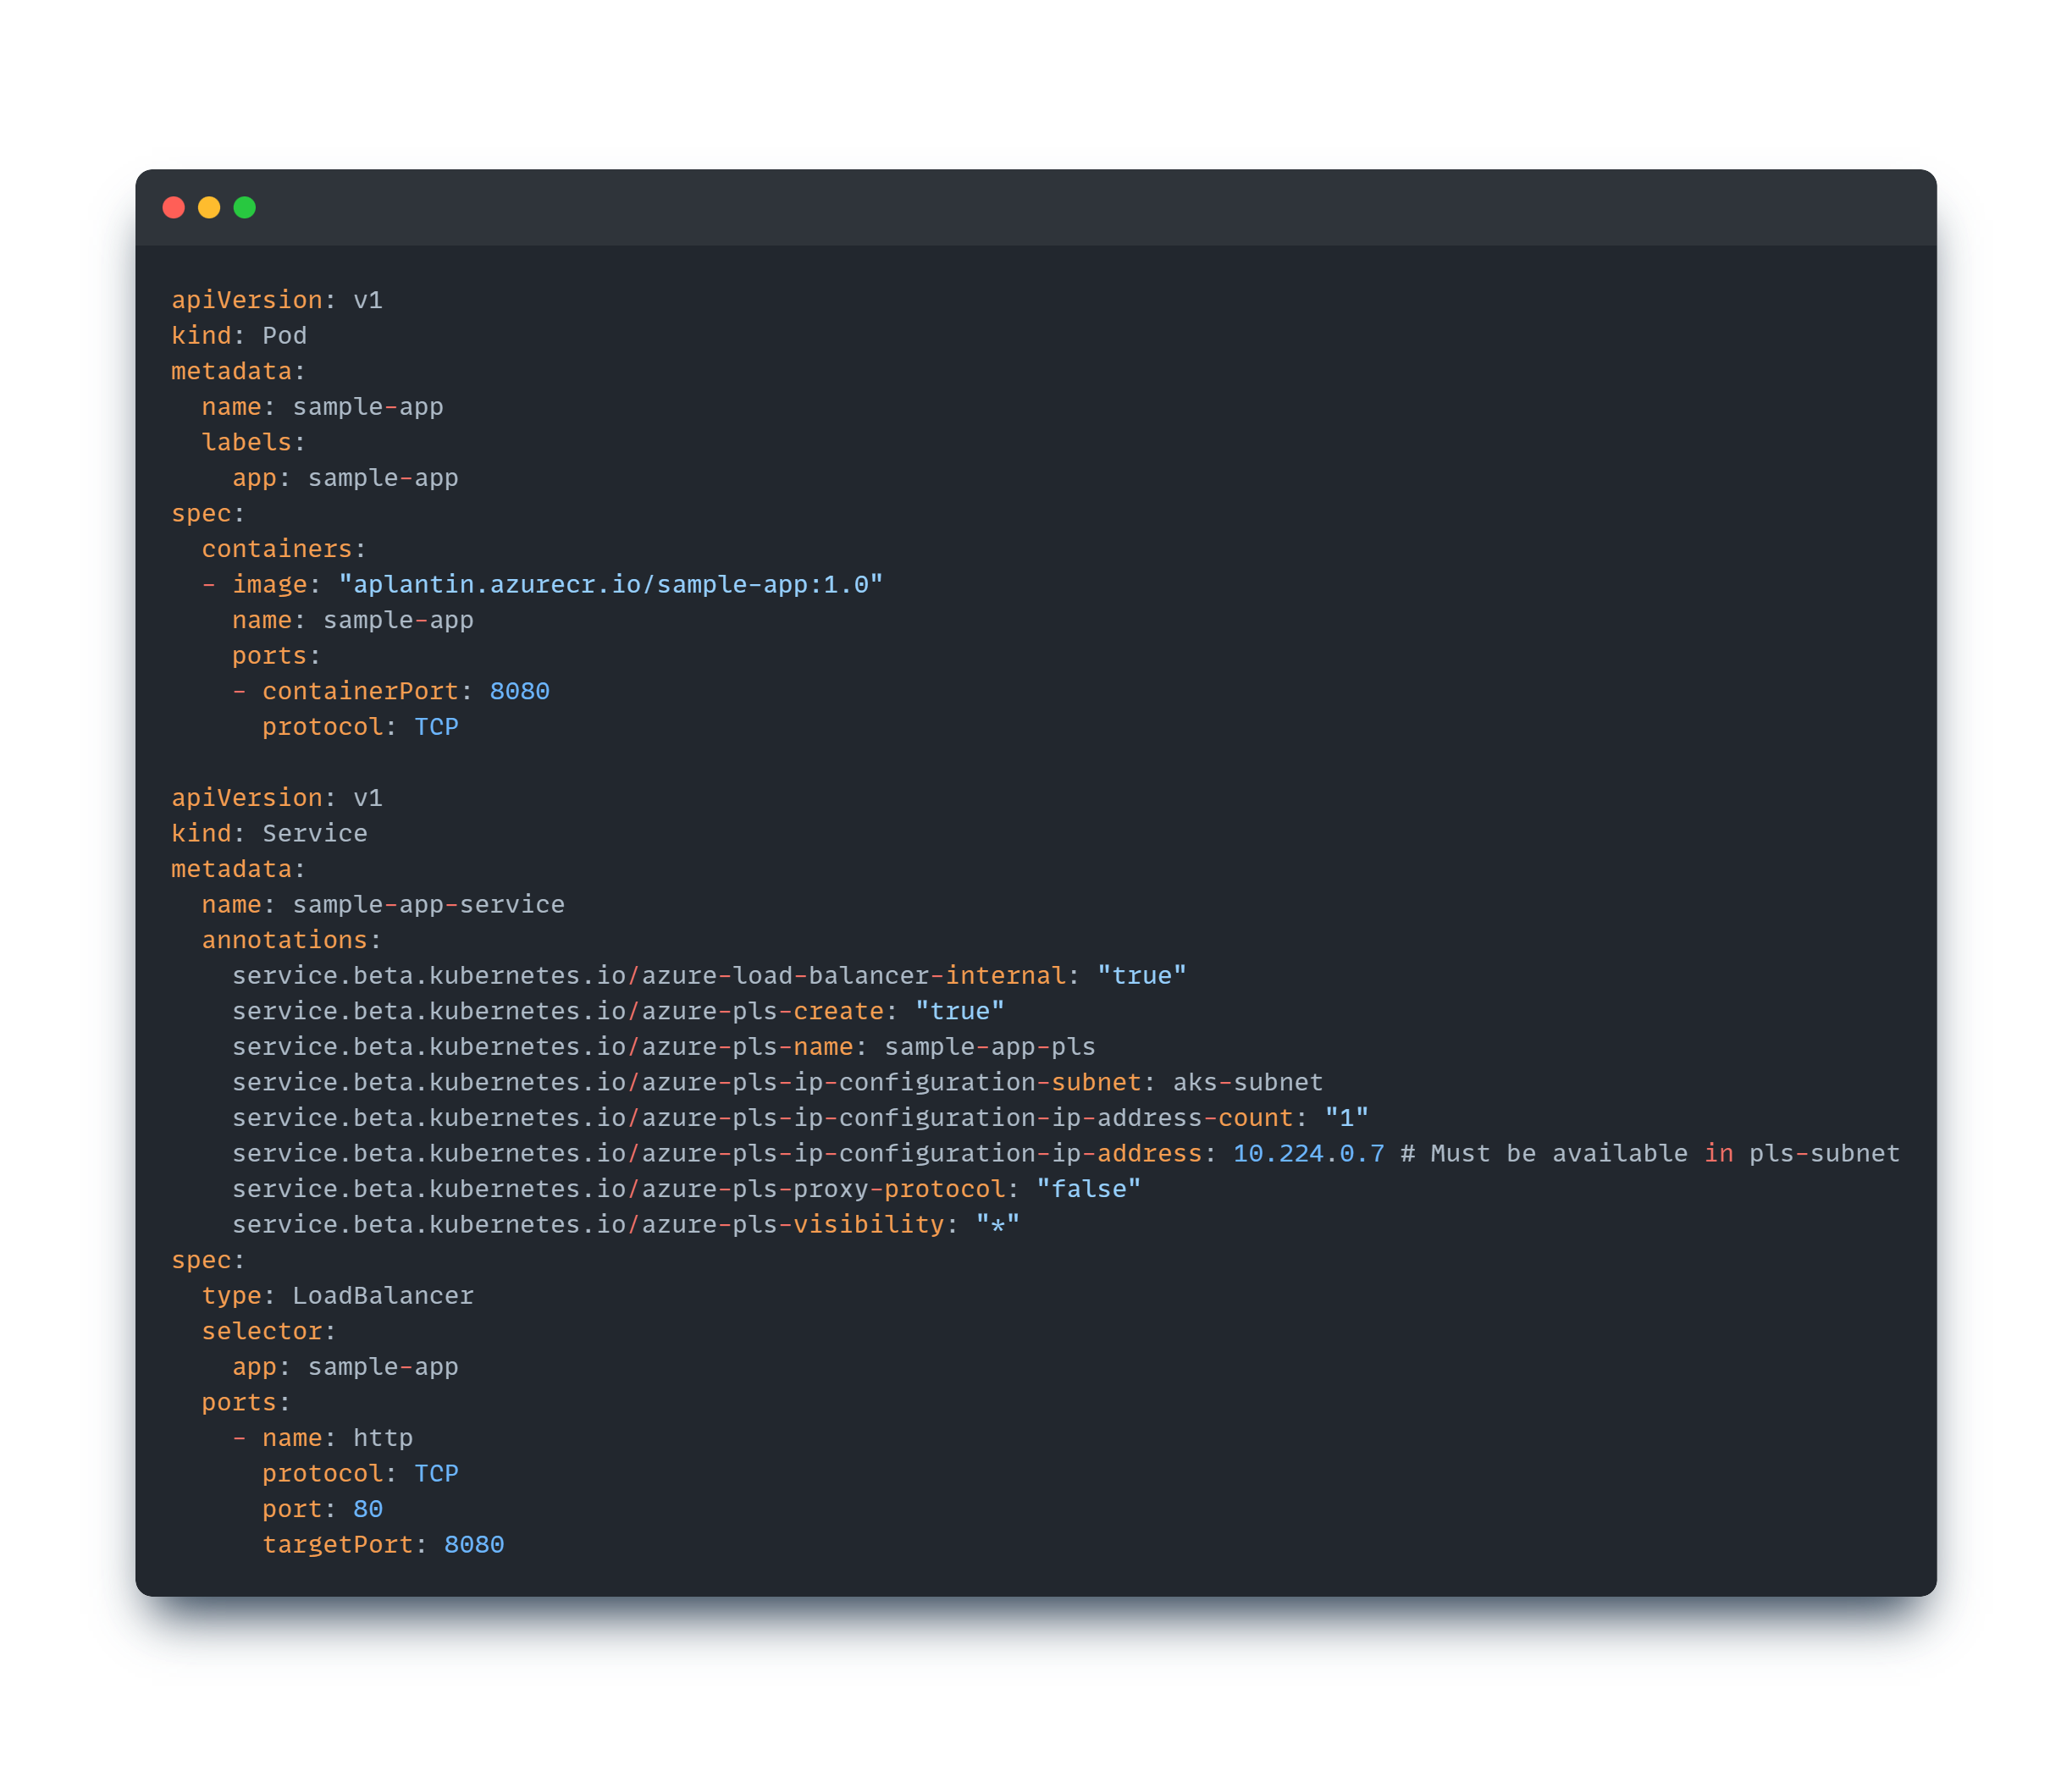 apiVersion: v1
kind: Pod
metadata:
  name: sample-app
  labels:
    app: sample-app
spec:
  containers:
  - image: "aplantin.azurecr.io/sample-app:1.0"
    name: sample-app
    ports:
    - containerPort: 8080
      protocol: TCP

apiVersion: v1
kind: Service
metadata:
  name: sample-app-service
  annotations:
    service.beta.kubernetes.io/azure-load-balancer-internal: "true"
    service.beta.kubernetes.io/azure-pls-create: "true"
    service.beta.kubernetes.io/azure-pls-name: sample-app-pls
    service.beta.kubernetes.io/azure-pls-ip-configuration-subnet: aks-subnet
    service.beta.kubernetes.io/azure-pls-ip-configuration-ip-address-count: "1"
    service.beta.kubernetes.io/azure-pls-ip-configuration-ip-address: 10.224.0.7 # Must be available in pls-subnet
    service.beta.kubernetes.io/azure-pls-proxy-protocol: "false"
    service.beta.kubernetes.io/azure-pls-visibility: "*"
spec:
  type: LoadBalancer
  selector:
    app: sample-app
  ports:
    - name: http
      protocol: TCP
      port: 80
      targetPort: 8080